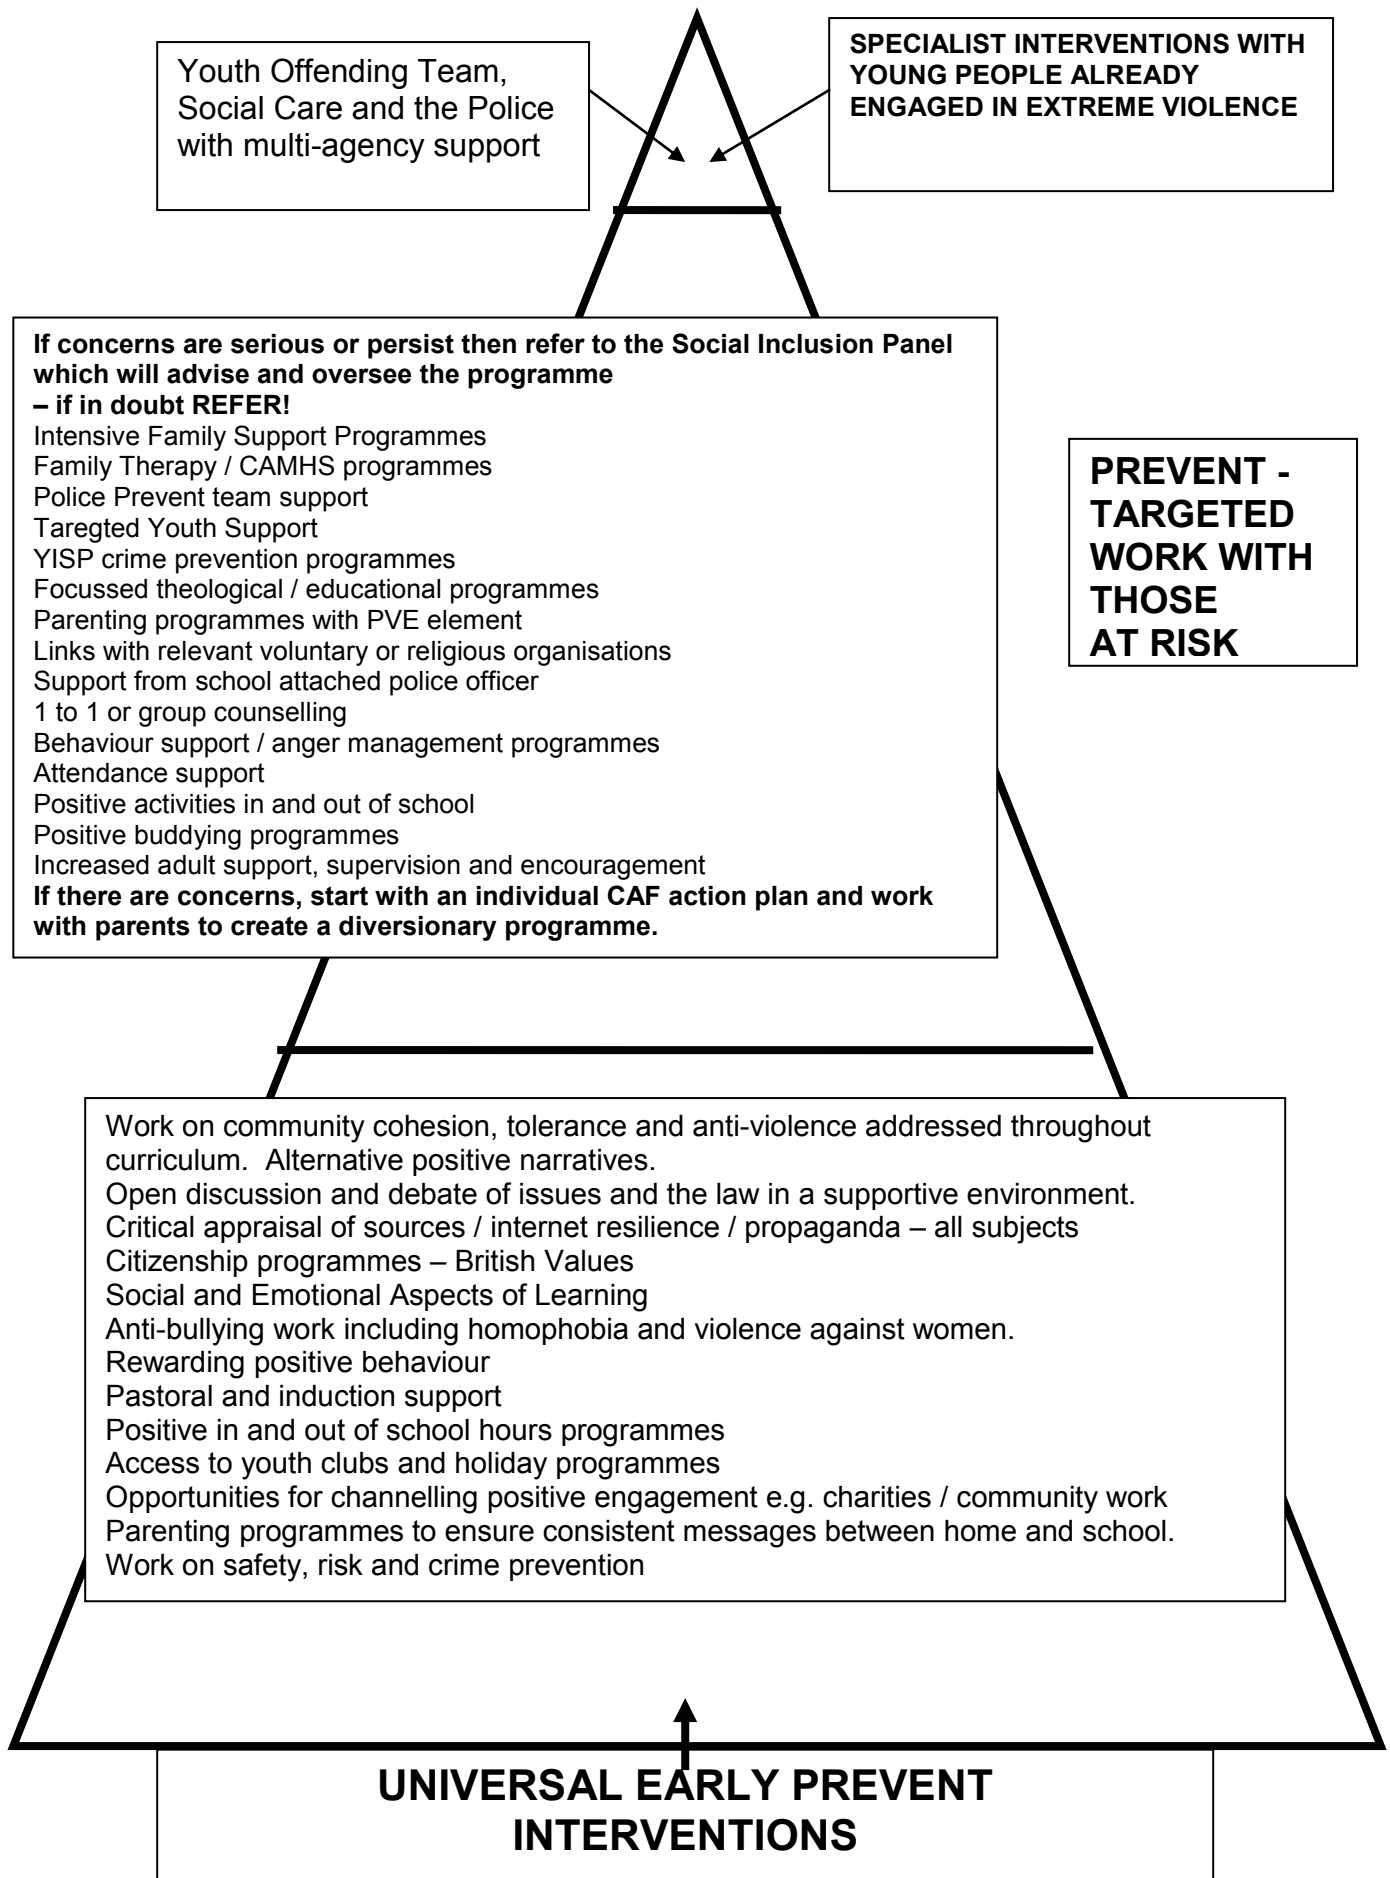 Youth Offending Team,
Social Care and the Police
with multi-agency support
SPECIALIST INTERVENTIONS WITH
YOUNG PEOPLE ALREADY
ENGAGED IN EXTREME VIOLENCE
If concerns are serious or persist then refer to the Social Inclusion Panel
which will advise and oversee the programme
– if in doubt REFER!
Intensive Family Support Programmes
Family Therapy / CAMHS programmes
Police Prevent team support
Taregted Youth Support
YISP crime prevention programmes
Focussed theological / educational programmes
Parenting programmes with PVE element
Links with relevant voluntary or religious organisations
Support from school attached police officer
1 to 1 or group counselling
Behaviour support / anger management programmes
Attendance support
Positive activities in and out of school
Positive buddying programmes
Increased adult support, supervision and encouragement
If there are concerns, start with an individual CAF action plan and work
with parents to create a diversionary programme.
PREVENT -
TARGETED
WORK WITH
THOSE
AT RISK
Work on community cohesion, tolerance and anti-violence addressed throughout
curriculum.  Alternative positive narratives.
Open discussion and debate of issues and the law in a supportive environment.
Critical appraisal of sources / internet resilience / propaganda – all subjects
Citizenship programmes – British Values
Social and Emotional Aspects of Learning
Anti-bullying work including homophobia and violence against women.
Rewarding positive behaviour
Pastoral and induction support
Positive in and out of school hours programmes
Access to youth clubs and holiday programmes
Opportunities for channelling positive engagement e.g. charities / community work
Parenting programmes to ensure consistent messages between home and school.
Work on safety, risk and crime prevention
UNIVERSAL EARLY PREVENT
INTERVENTIONS